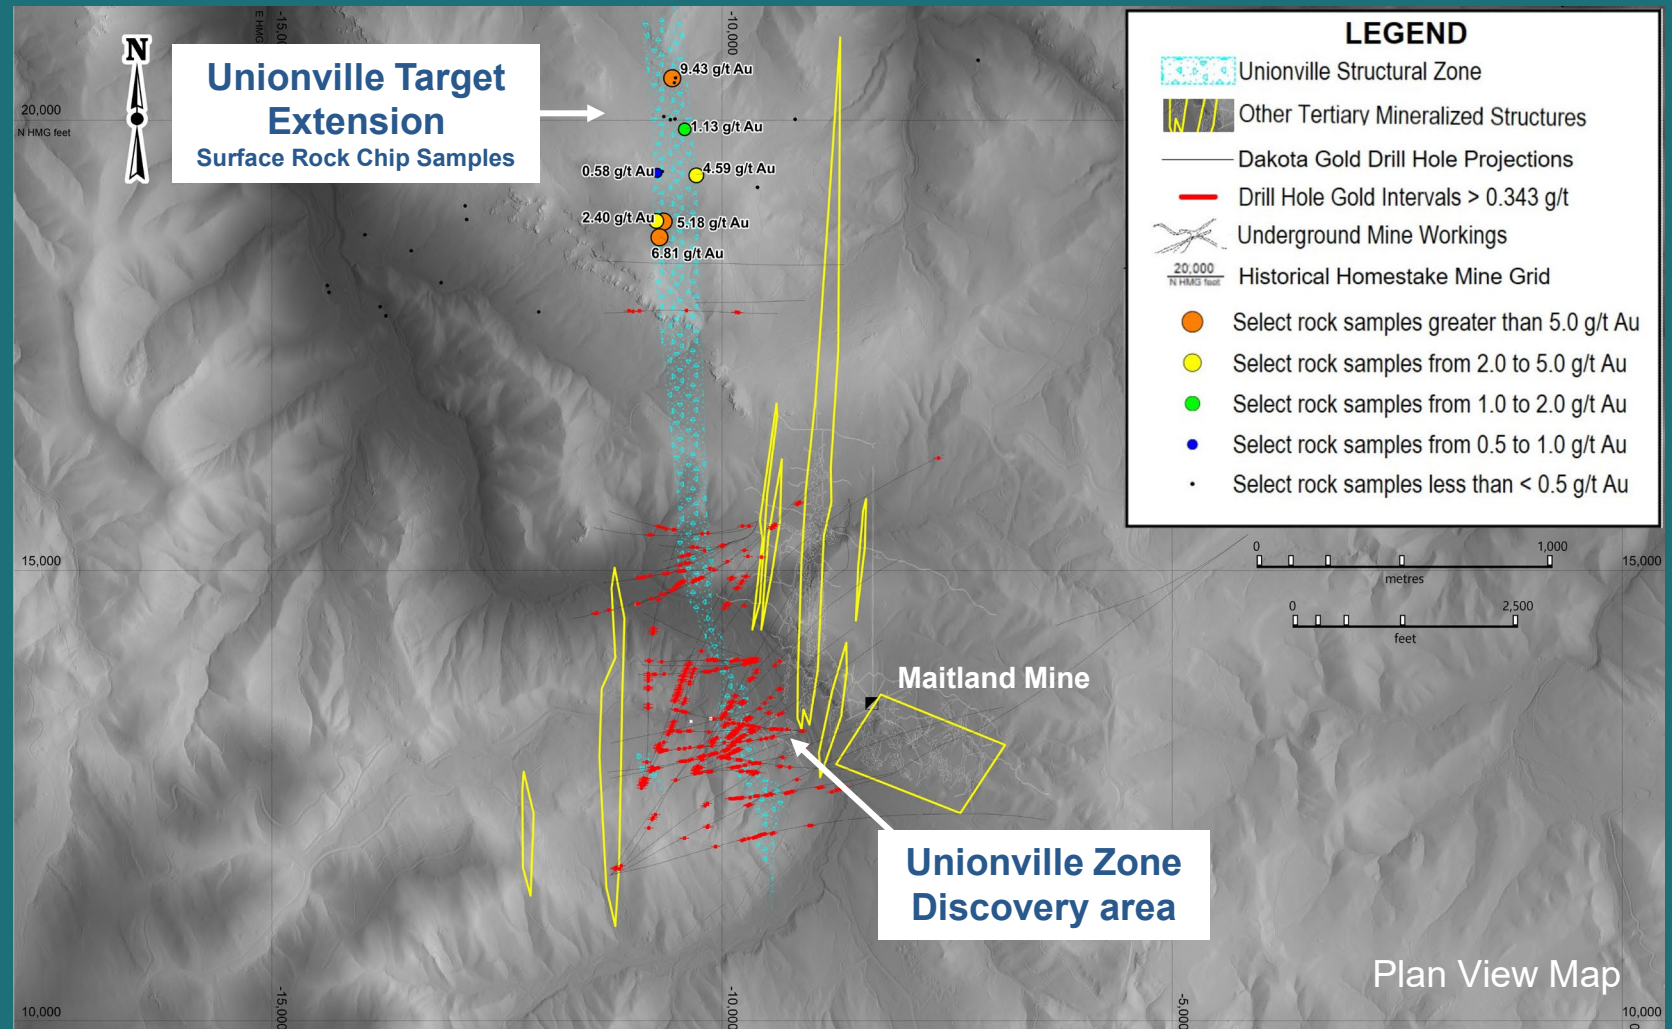 N
Unionville Target
Extension
Surface Rock Chip Samples
20,000
N HMG feet
E HMG
-15,00
-10,000
9.43 g/t Au
1.13 g/t Au
0.58 g/t Au
4.59 g/t Au
2.40 g/t Au
5.18 g/t Au
6.81 g/t Au
LEGEND
Unionville Structural Zone
Other Tertiary Mineralized Structures
Dakota Gold Drill Hole Projections
Drill Hole Gold Intervals > 0.343 g/t
Underground Mine Workings
20,000
N HMG feet
Historical Homestake Mine Grid
Select rock samples greater than 5.0 g/t Au
Select rock samples from 2.0 to 5.0 g/t Au
Select rock samples from 1.0 to 2.0 g/t Au
Select rock samples from 0.5 to 1.0 g/t Au
Select rock samples less than < 0.5 g/t Au
0 1,000
metres
0 2,500
feet
15,000
15,000
Maitland Mine
Unionville Zone
Discovery area
Plan View Map
10,000
-15,000
-10,000
-5,000
10,000